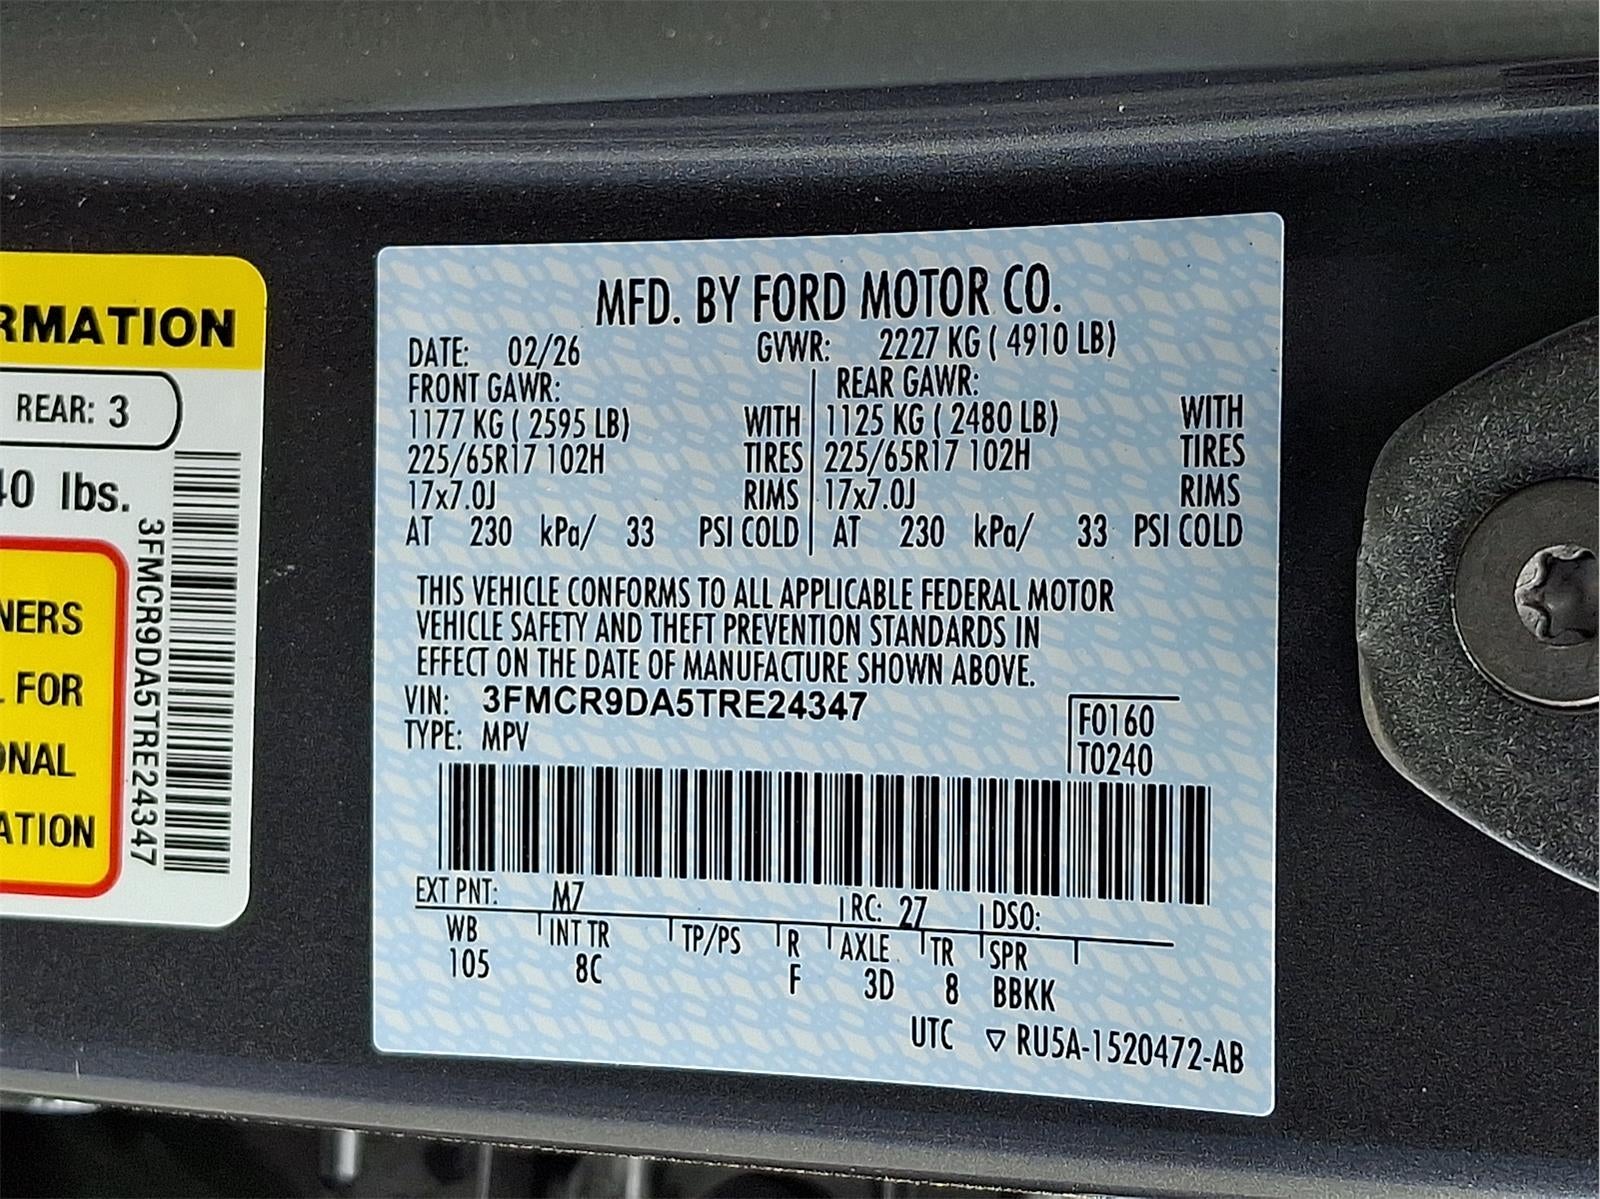 RMATION
REAR: 3
40 lbs.
NERS
L FOR
ONAL
ATION
3FMCR9DA5TRE24347
MFD. BY FORD MOTOR CO.
DATE: 02/26 GVWR: 2227 KG ( 4910 LB)
FRONT GAWR: REAR GAWR:
1177 KG ( 2595 LB) WITH 1125 KG ( 2480 LB) WITH
225/65R17 102H TIRES 225/65R17 102H TIRES
17x7.0J RIMS 17x7.0J RIMS
AT 230 kPa/ 33 PSI COLD AT 230 kPa/ 33 PSI COLD
THIS VEHICLE CONFORMS TO ALL APPLICABLE FEDERAL MOTOR
VEHICLE SAFETY AND THEFT PREVENTION STANDARDS IN
EFFECT ON THE DATE OF MANUFACTURE SHOWN ABOVE.
VIN: 3FMCR9DA5TRE24347
TYPE: MPV
F0160
T0240
EXT PNT: M7 RC: 27 DSO:
WB INT TR TP/PS R AXLE TR SPR
105 8C F 3D 8 BBKK
UTC ▽ RU5A-1520472-AB